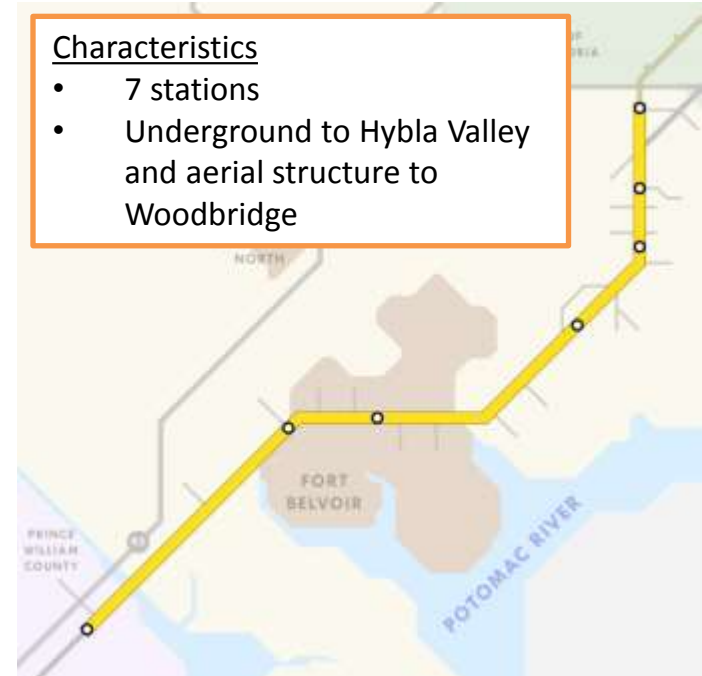 Characteristics
• 7 stations
• Underground to Hybla Valley
and aerial structure to
Woodbridge
NORTH
FORT
BELVOIR
PRINCE
WILLIAM
COUNTY
POTOMAC RIVER